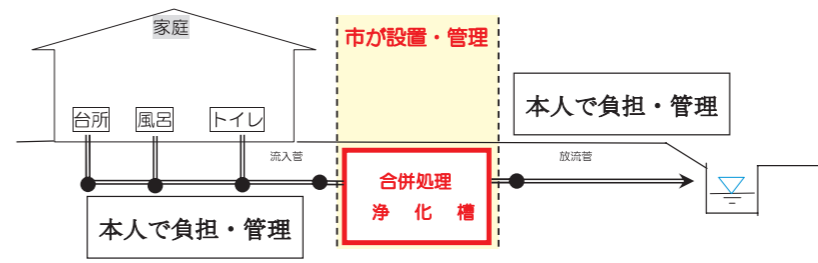 家庭
市が設置・管理
本人で負担・管理
台所
風呂
トイレ
流入管
放流管
合併処理
浄化槽
本人で負担・管理